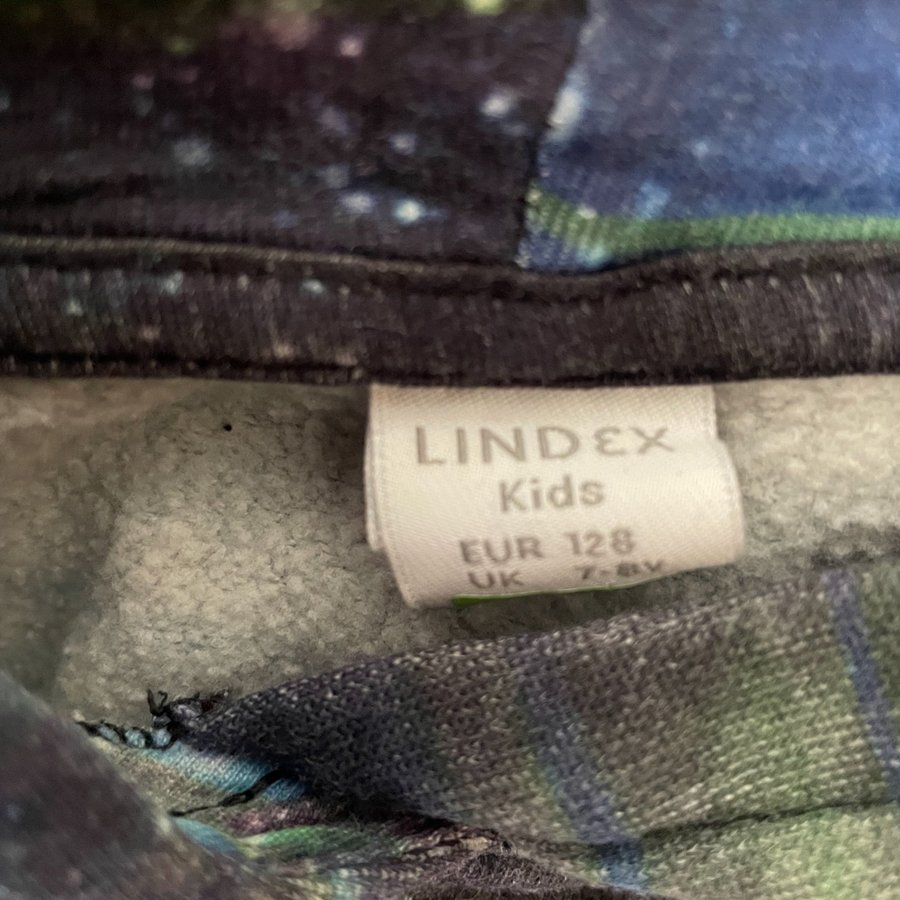 LINDEX
Kids
EUR 128
UK 7-8Y